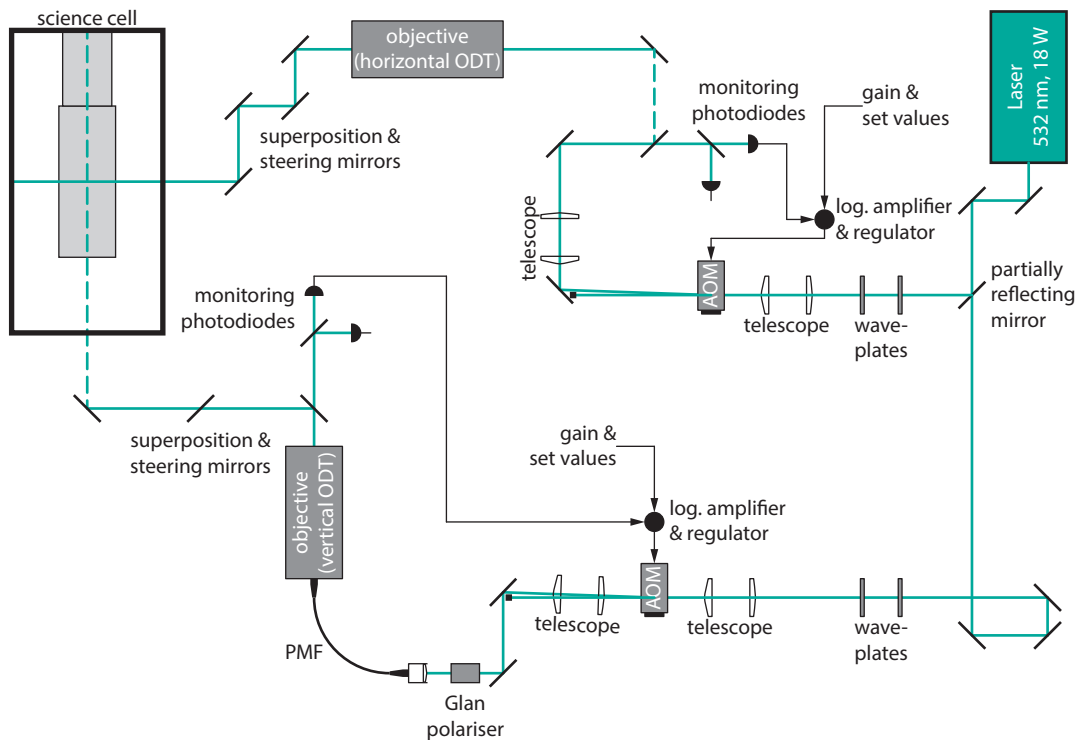 science cell
objective
(horizontal ODT)
Laser
532 nm, 18 W
monitoring
photodiodes
gain &
set values
superposition &
steering mirrors
telescope
log. amplifier
& regulator
AOM
partially
reflecting
mirror
telescope
wave-
plates
monitoring
photodiodes
superposition &
steering mirrors
gain &
set values
objective
(vertical ODT)
log. amplifier
& regulator
AOM
telescope
telescope
wave-
plates
PMF
Glan
polariser